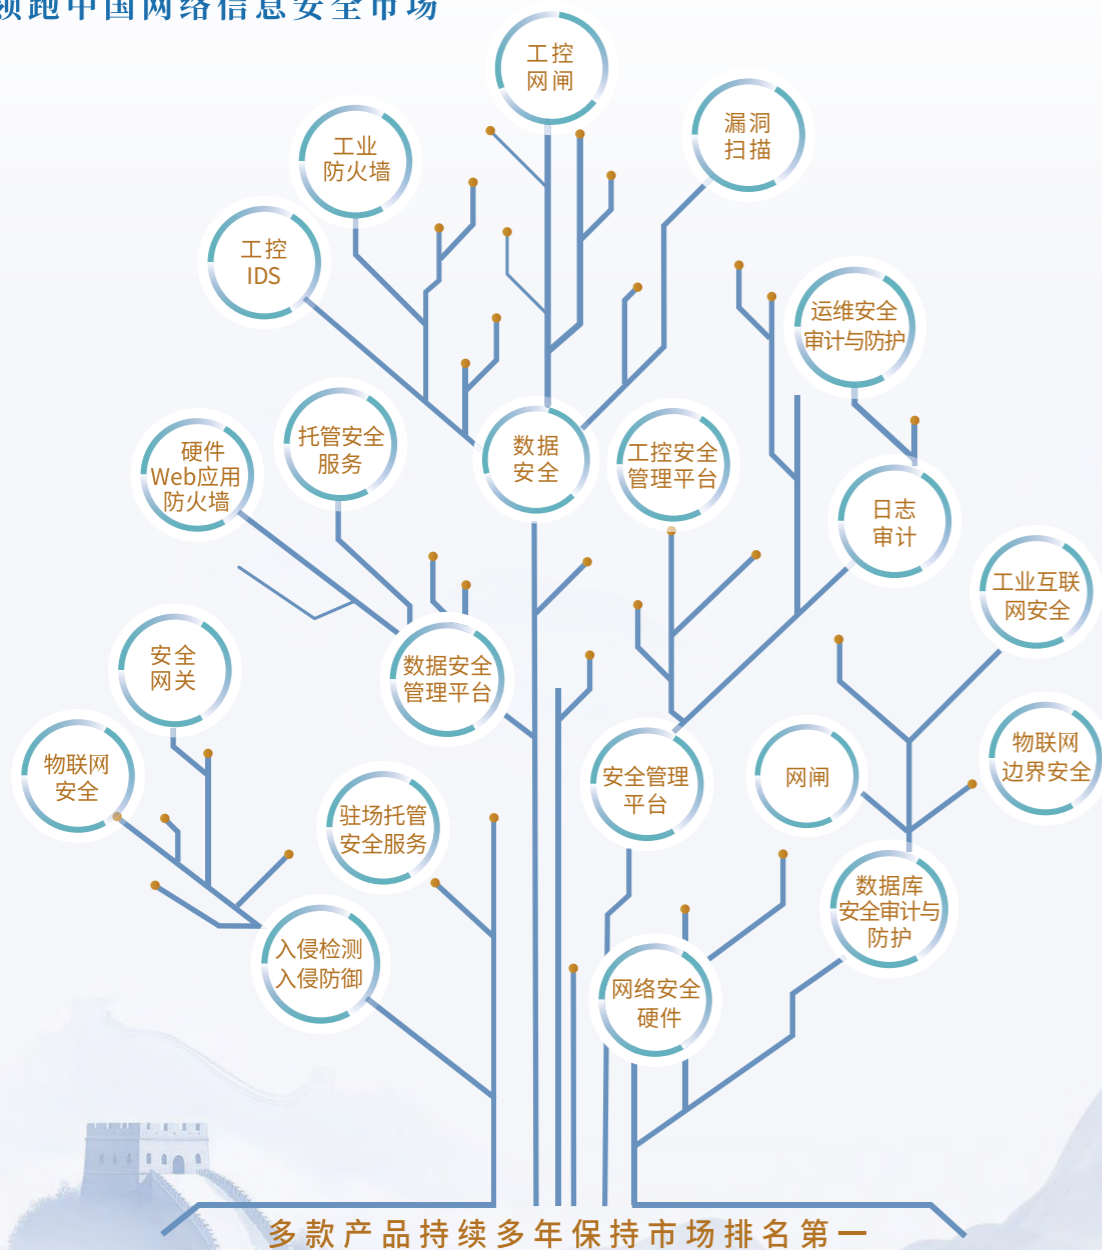 领跑中国网络信息安全市场
工控
网闸
漏洞
扫描
工业
防火墙
工控
IDS
运维安全
审计与防护
硬件
Web应用
防火墙
托管安全
服务
数据
安全
工控安全
管理平台
日志
审计
工业互联
网安全
安全
网关
数据安全
管理平台
物联网
安全
驻场托管
安全服务
安全管理
平台
网闸
物联网
边界安全
数据库
安全审计与
防护
入侵检测
入侵防御
网络安全
硬件
多款产品持续多年保持市场排名第一